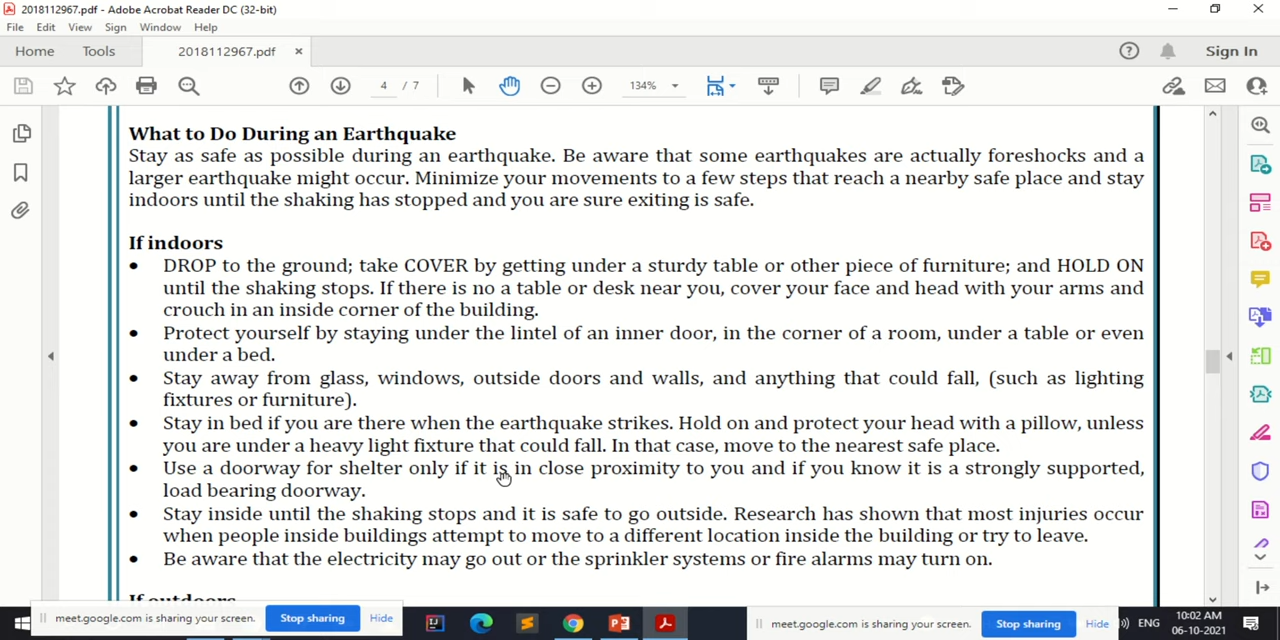 2018112967.pdf - Adobe Acrobat Reader DC (32-bit)
File Edit View Sign Window Help
Home Tools 2018112967.pdf × Sign In
4 / 7 134%
What to Do During an Earthquake
Stay as safe as possible during an earthquake. Be aware that some earthquakes are actually foreshocks and a
larger earthquake might occur. Minimize your movements to a few steps that reach a nearby safe place and stay
indoors until the shaking has stopped and you are sure exiting is safe.
If indoors
• DROP to the ground; take COVER by getting under a sturdy table or other piece of furniture; and HOLD ON
until the shaking stops. If there is no a table or desk near you, cover your face and head with your arms and
crouch in an inside corner of the building.
• Protect yourself by staying under the lintel of an inner door, in the corner of a room, under a table or even
under a bed.
• Stay away from glass, windows, outside doors and walls, and anything that could fall, (such as lighting
fixtures or furniture).
• Stay in bed if you are there when the earthquake strikes. Hold on and protect your head with a pillow, unless
you are under a heavy light fixture that could fall. In that case, move to the nearest safe place.
• Use a doorway for shelter only if it is in close proximity to you and if you know it is a strongly supported,
load bearing doorway.
• Stay inside until the shaking stops and it is safe to go outside. Research has shown that most injuries occur
when people inside buildings attempt to move to a different location inside the building or try to leave.
• Be aware that the electricity may go out or the sprinkler systems or fire alarms may turn on.
If outdoors
meet.google.com is sharing your screen. Stop sharing Hide
meet.google.com is sharing your screen. Stop sharing Hide
ENG
10:02 AM
06-10-2021